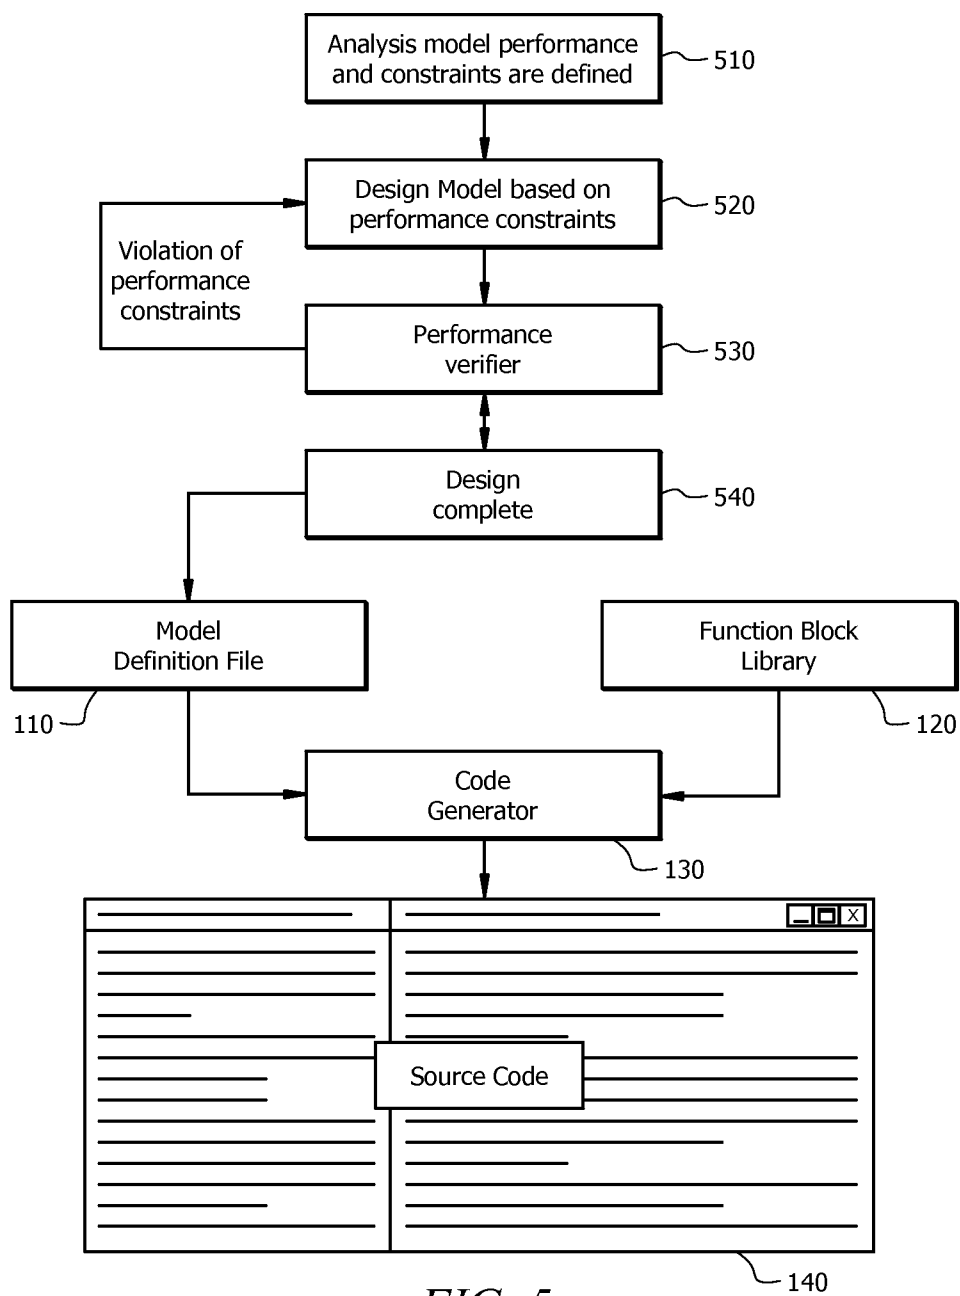 Analysis model performance
and constraints are defined
510
Design Model based on
performance constraints
520
Violation of
performance
constraints
Performance
verifier
530
Design
complete
540
Model
Definition File
110
Function Block
Library
120
Code
Generator
130
X
Source Code
140
FIG. 5